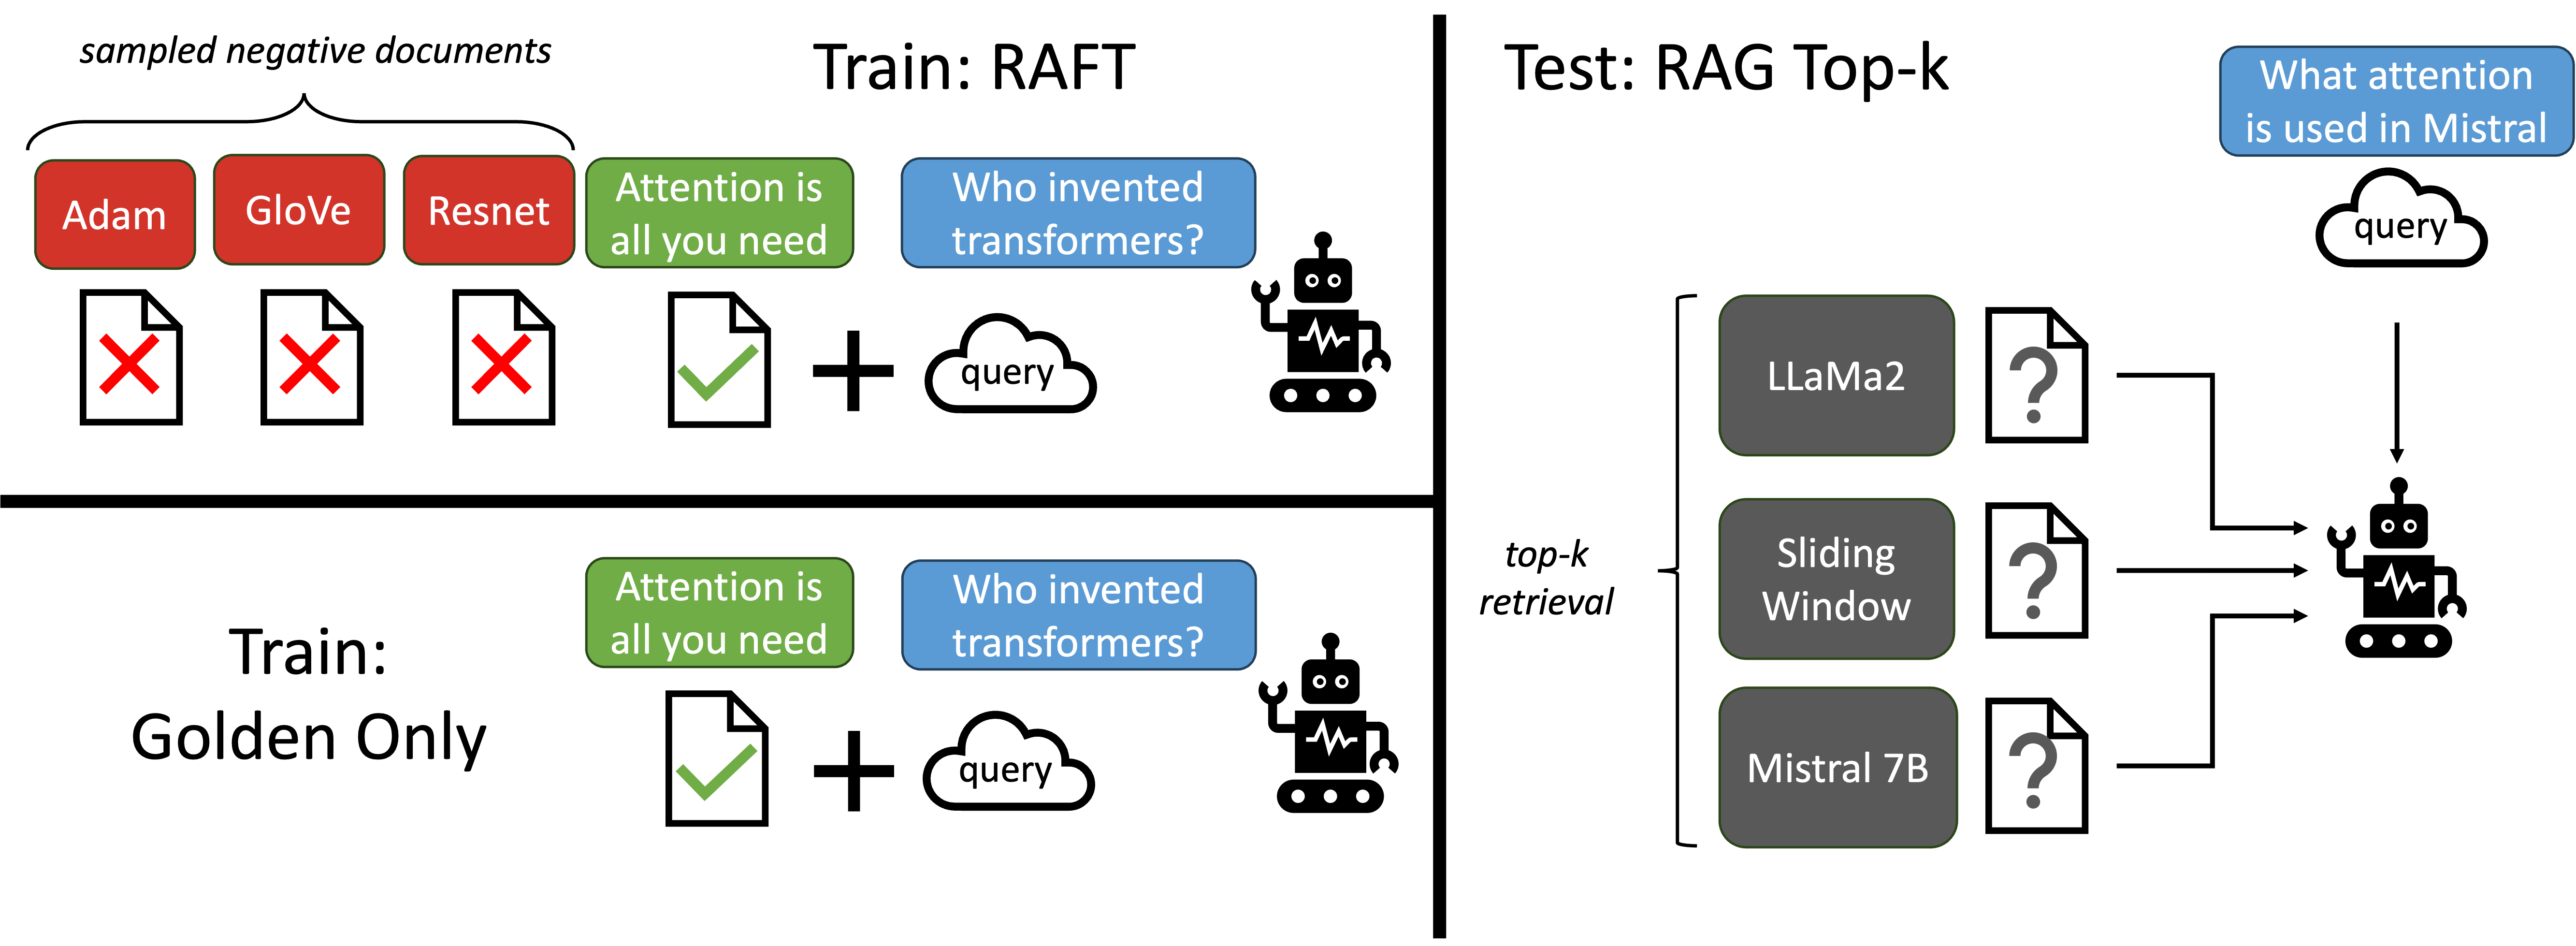 sampled negative documents
Train: RAFT
Adam
GloVe
Resnet
Attention is
all you need
Who invented
transformers?
query
Train:
Golden Only
Attention is
all you need
Who invented
transformers?
query
Test: RAG Top-k
What attention
is used in Mistral
query
top-k
retrieval
LLaMa2
Sliding
Window
Mistral 7B